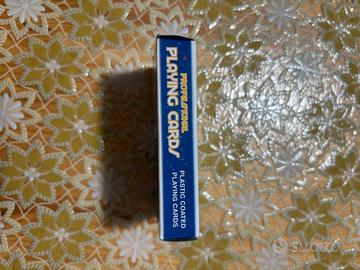 PROFESSIONAL
PLAYING CARDS
PLASTIC COATED
PLAYING CARDS
subito